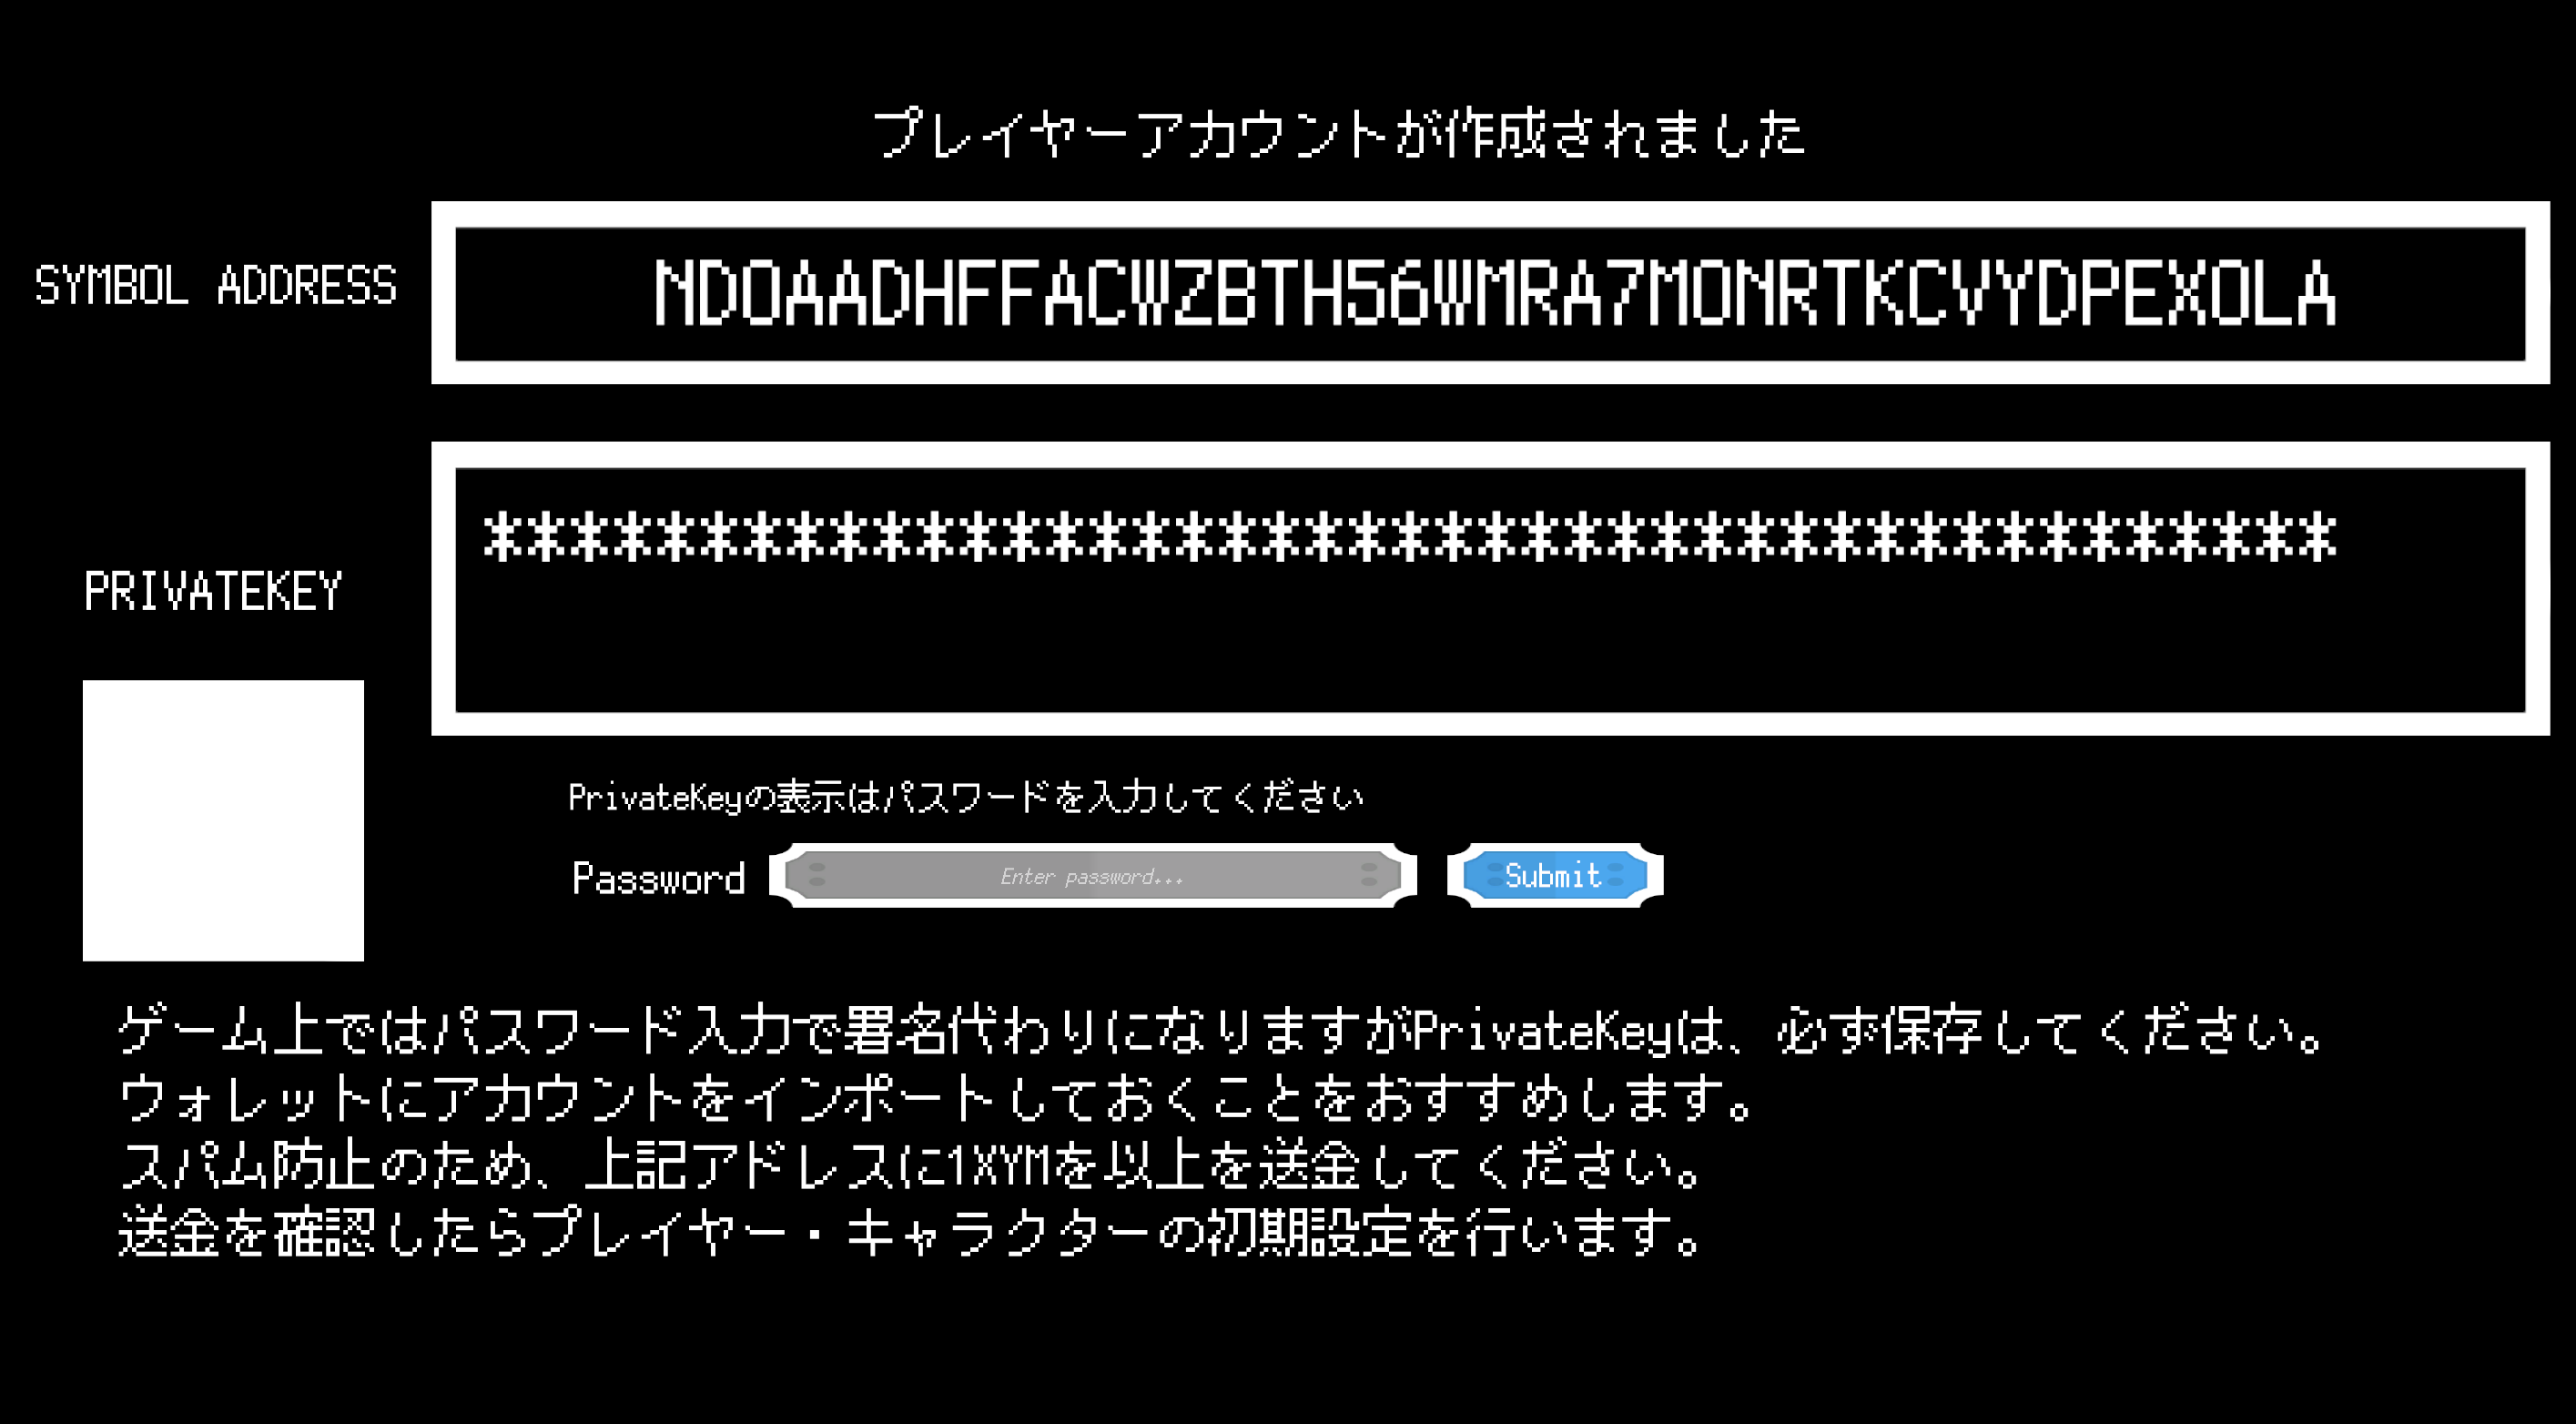 プレイヤーアカウントが作成されました
SYMBOL ADDRESS
NDOAADHFFACWZBTH56WMRA7MONRTKCVYDPEXOLA
PRIVATEKEY
*******************************************
PrivateKeyの表示はパスワードを入力してください
Password
Enter password...
Submit
ゲーム上ではパスワード入力で署名代わりになりますがPrivateKeyは、必ず保存してください。
ウォレットにアカウントをインポートしておくことをおすすめします。
スパム防止のため、上記アドレスに1XYMを以上を送金してください。
送金を確認したらプレイヤー・キャラクターの初期設定を行います。